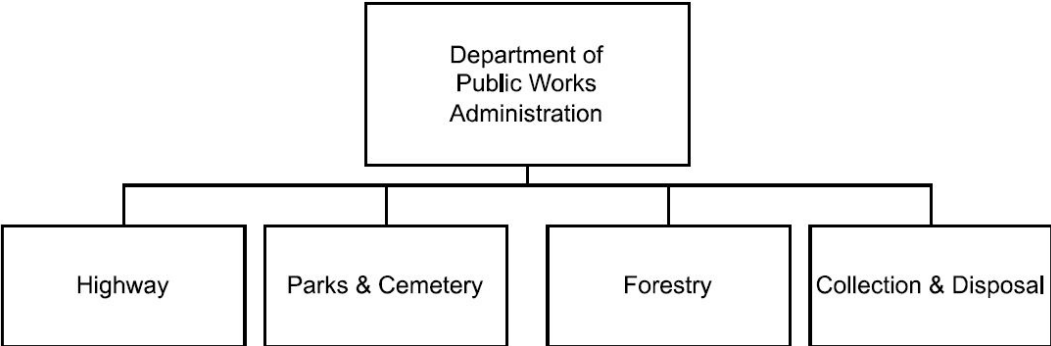 Department of
Public Works
Administration
Highway
Parks & Cemetery
Forestry
Collection & Disposal